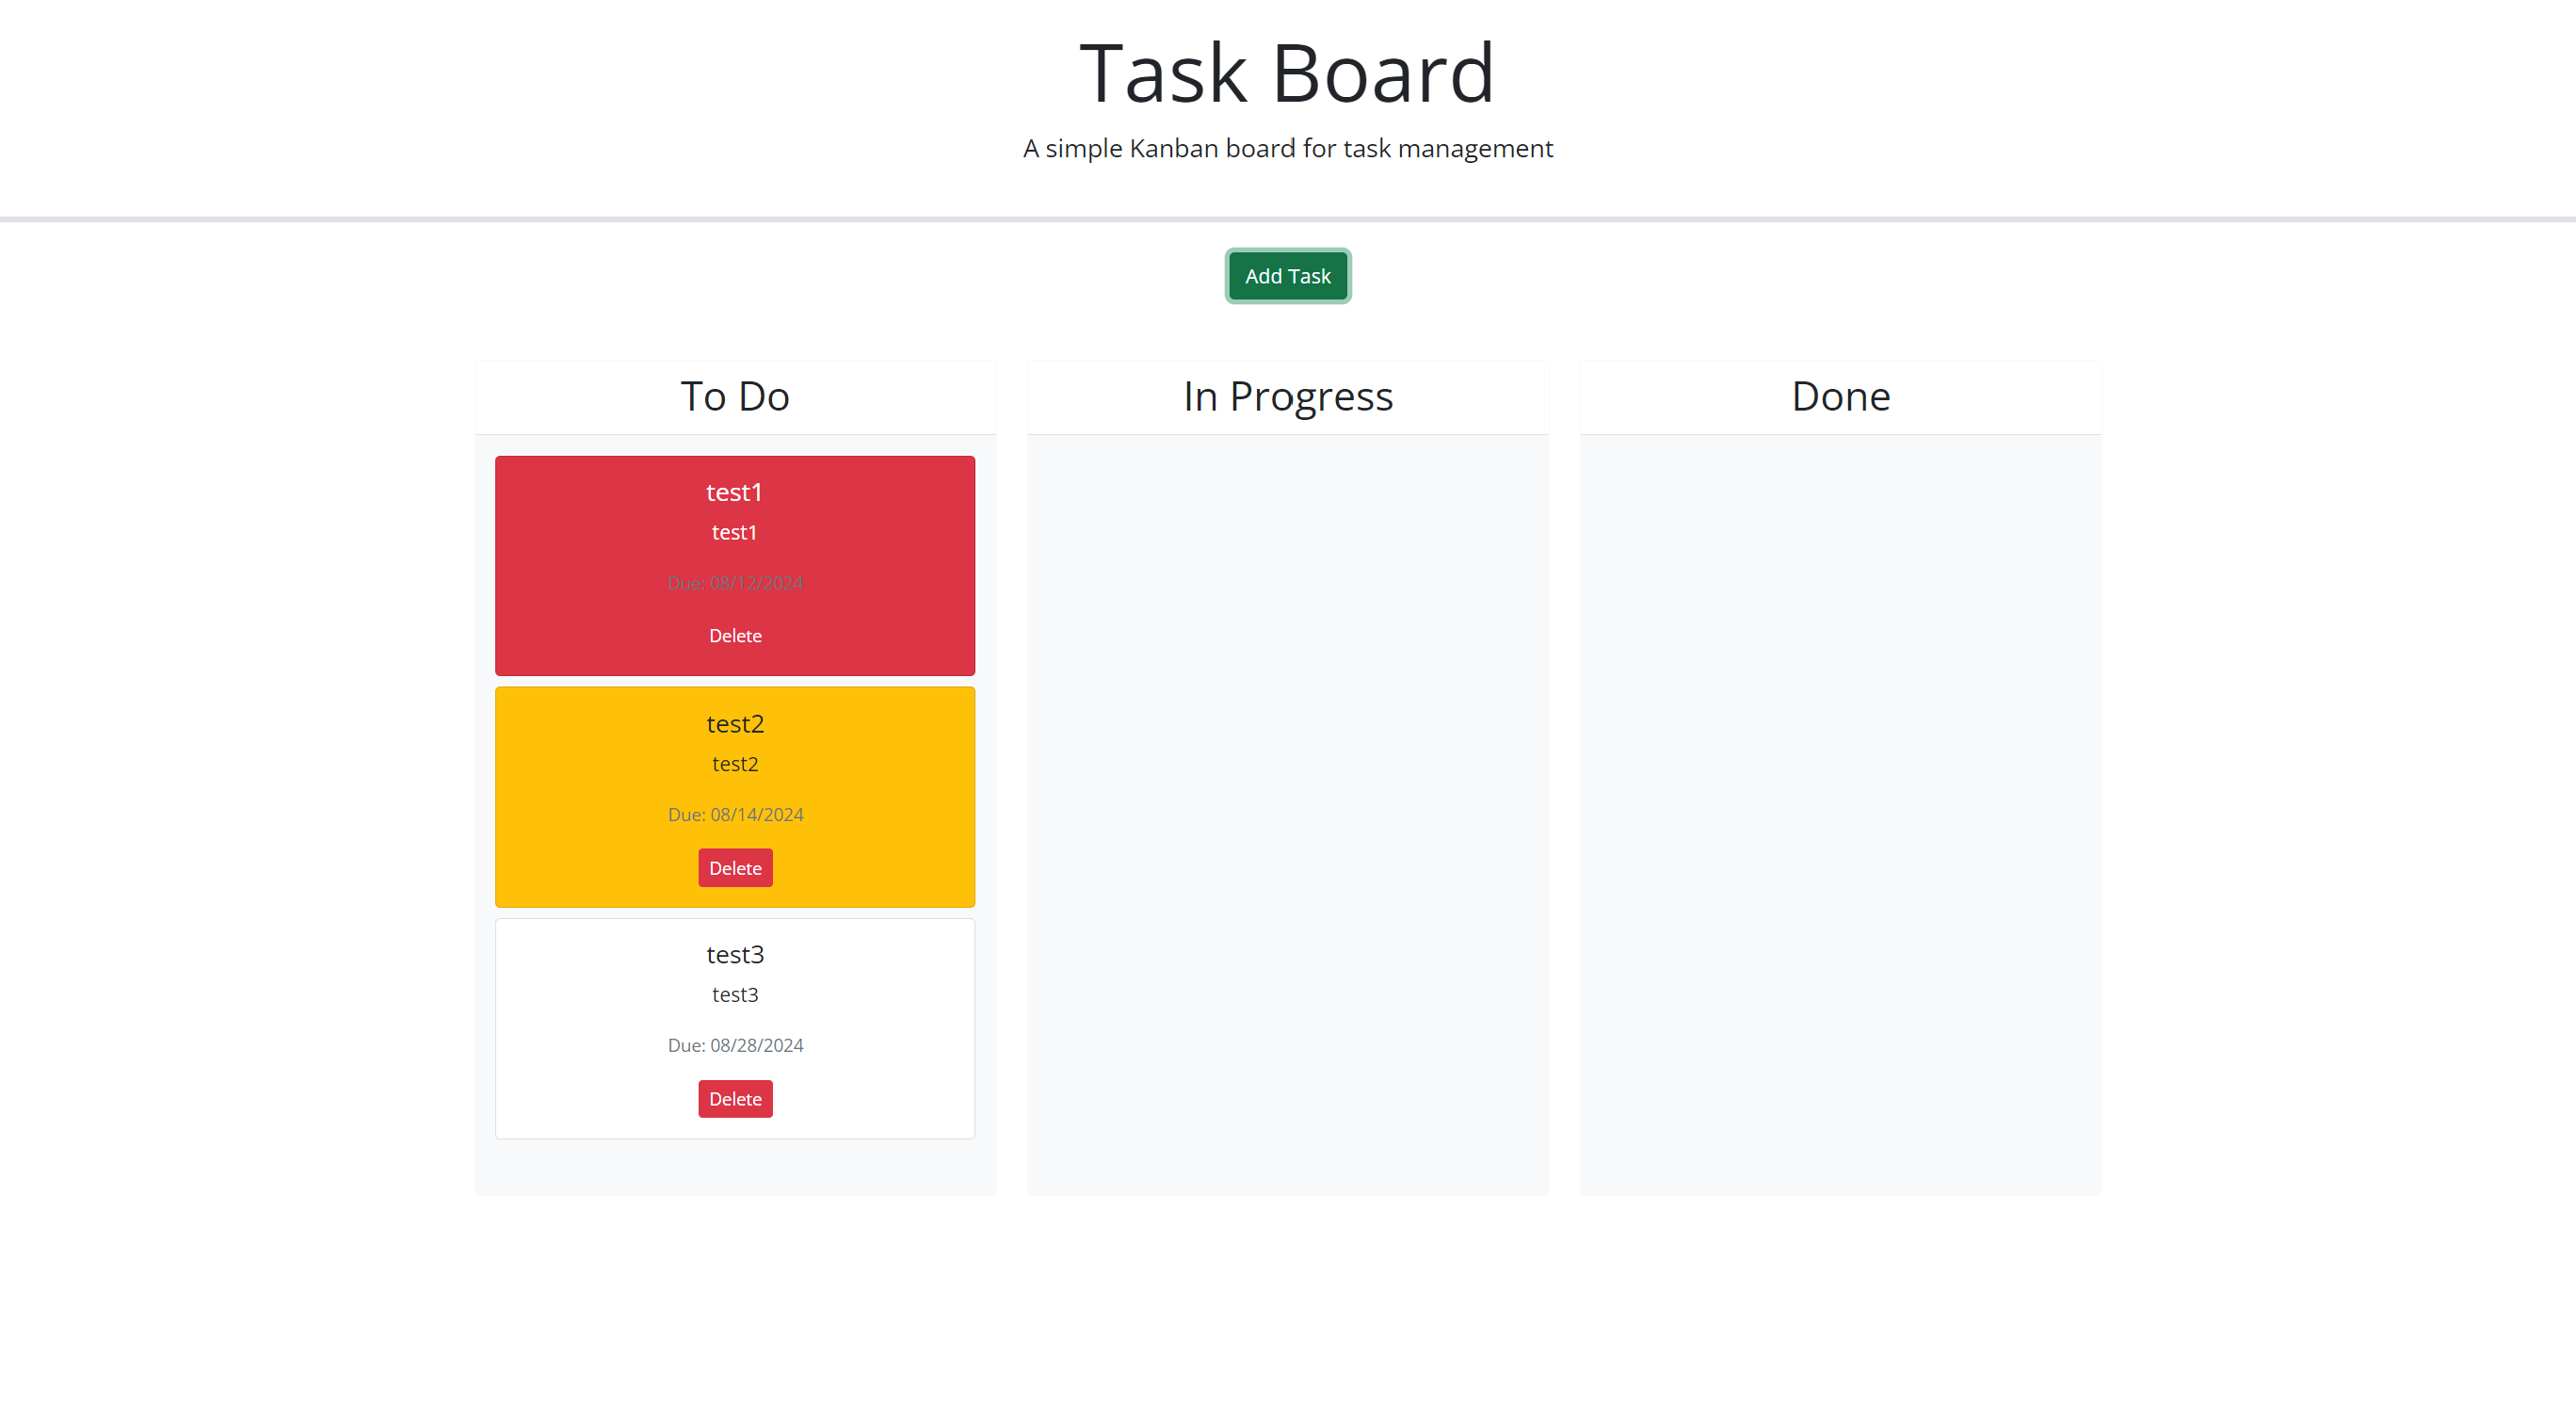 Task Board
A simple Kanban board for task management
Add Task
To Do
test1
test1
Due: 08/12/2024
Delete
test2
test2
Due: 08/14/2024
Delete
test3
test3
Due: 08/28/2024
Delete
In Progress
Done